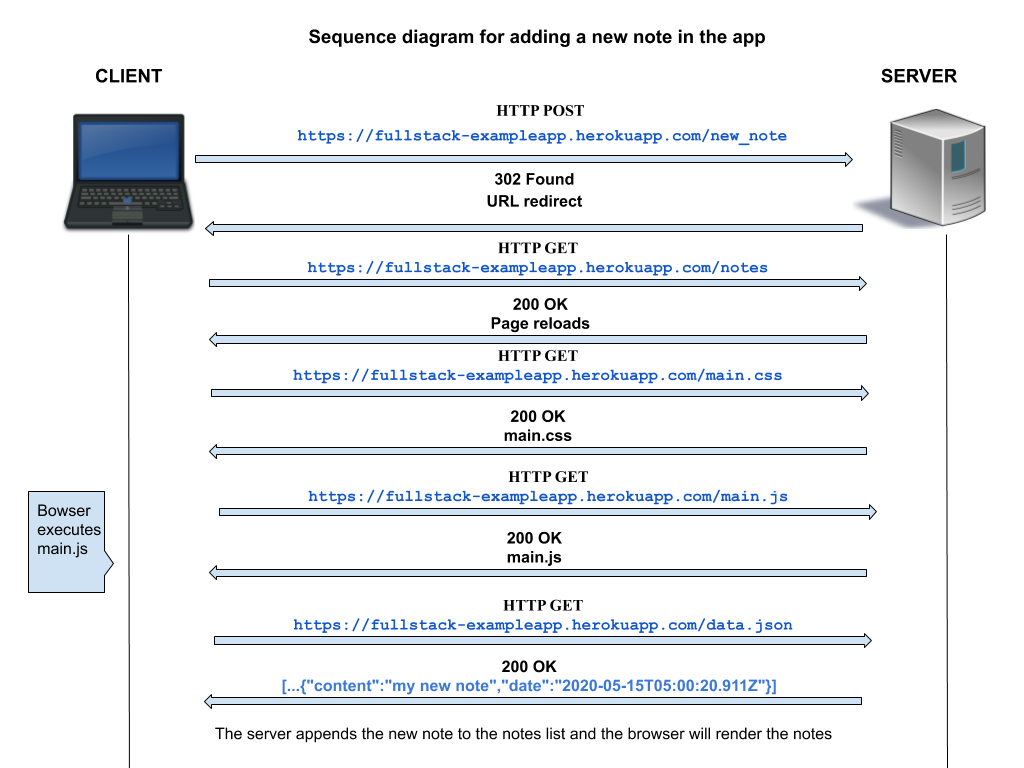 Sequence diagram for adding a new note in the app
CLIENT
SERVER
HTTP POST
https://fullstack-exampleapp.herokuapp.com/new_note
302 Found
URL redirect
HTTP GET
https://fullstack-exampleapp.herokuapp.com/notes
200 OK
Page reloads
HTTP GET
https://fullstack-exampleapp.herokuapp.com/main.css
200 OK
main.css
HTTP GET
https://fullstack-exampleapp.herokuapp.com/main.js
Bowser
executes
main.js
200 OK
main.js
HTTP GET
https://fullstack-exampleapp.herokuapp.com/data.json
200 OK
[...{"content":"my new note","date":"2020-05-15T05:00:20.911Z"}]
The server appends the new note to the notes list and the browser will render the notes